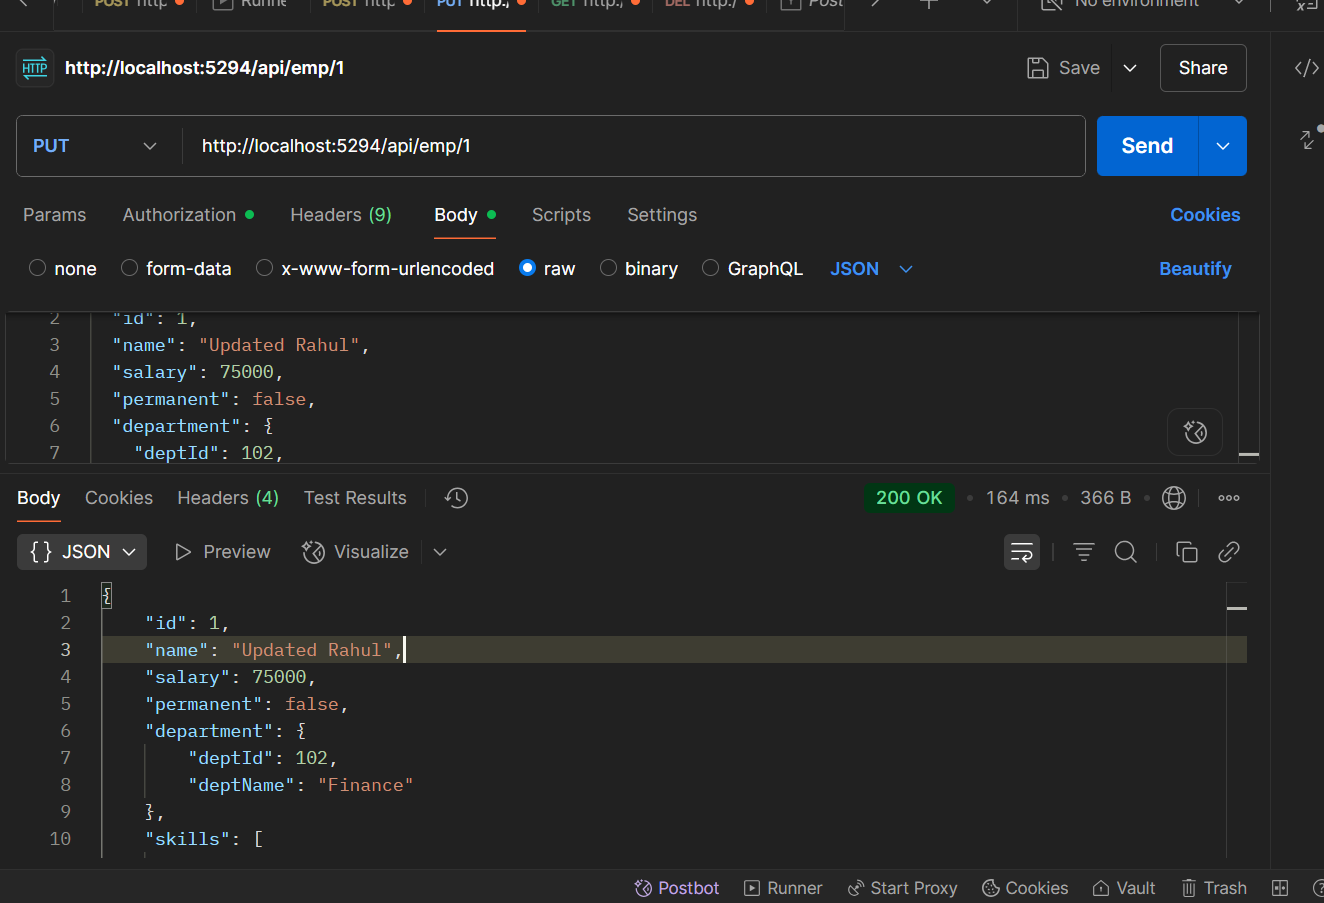 POST http
Runne
POST http
PUT http:/
GET http:/
DEL http:/
Post
No environment
HTTP http://localhost:5294/api/emp/1 Save Share
PUT http://localhost:5294/api/emp/1 Send
Params Authorization Headers (9) Body Scripts Settings Cookies
none form-data x-www-form-urlencoded raw binary GraphQL JSON Beautify
2 "id": 1,
3 "name": "Updated Rahul",
4 "salary": 75000,
5 "permanent": false,
6 "department": {
7 "deptId": 102,
Body Cookies Headers (4) Test Results 200 OK • 164 ms • 366 B •
{} JSON Preview Visualize
1 {
2 "id": 1,
3 "name": "Updated Rahul",
4 "salary": 75000,
5 "permanent": false,
6 "department": {
7 "deptId": 102,
8 "deptName": "Finance"
9 },
10 "skills": [
Postbot Runner Start Proxy Cookies Vault Trash